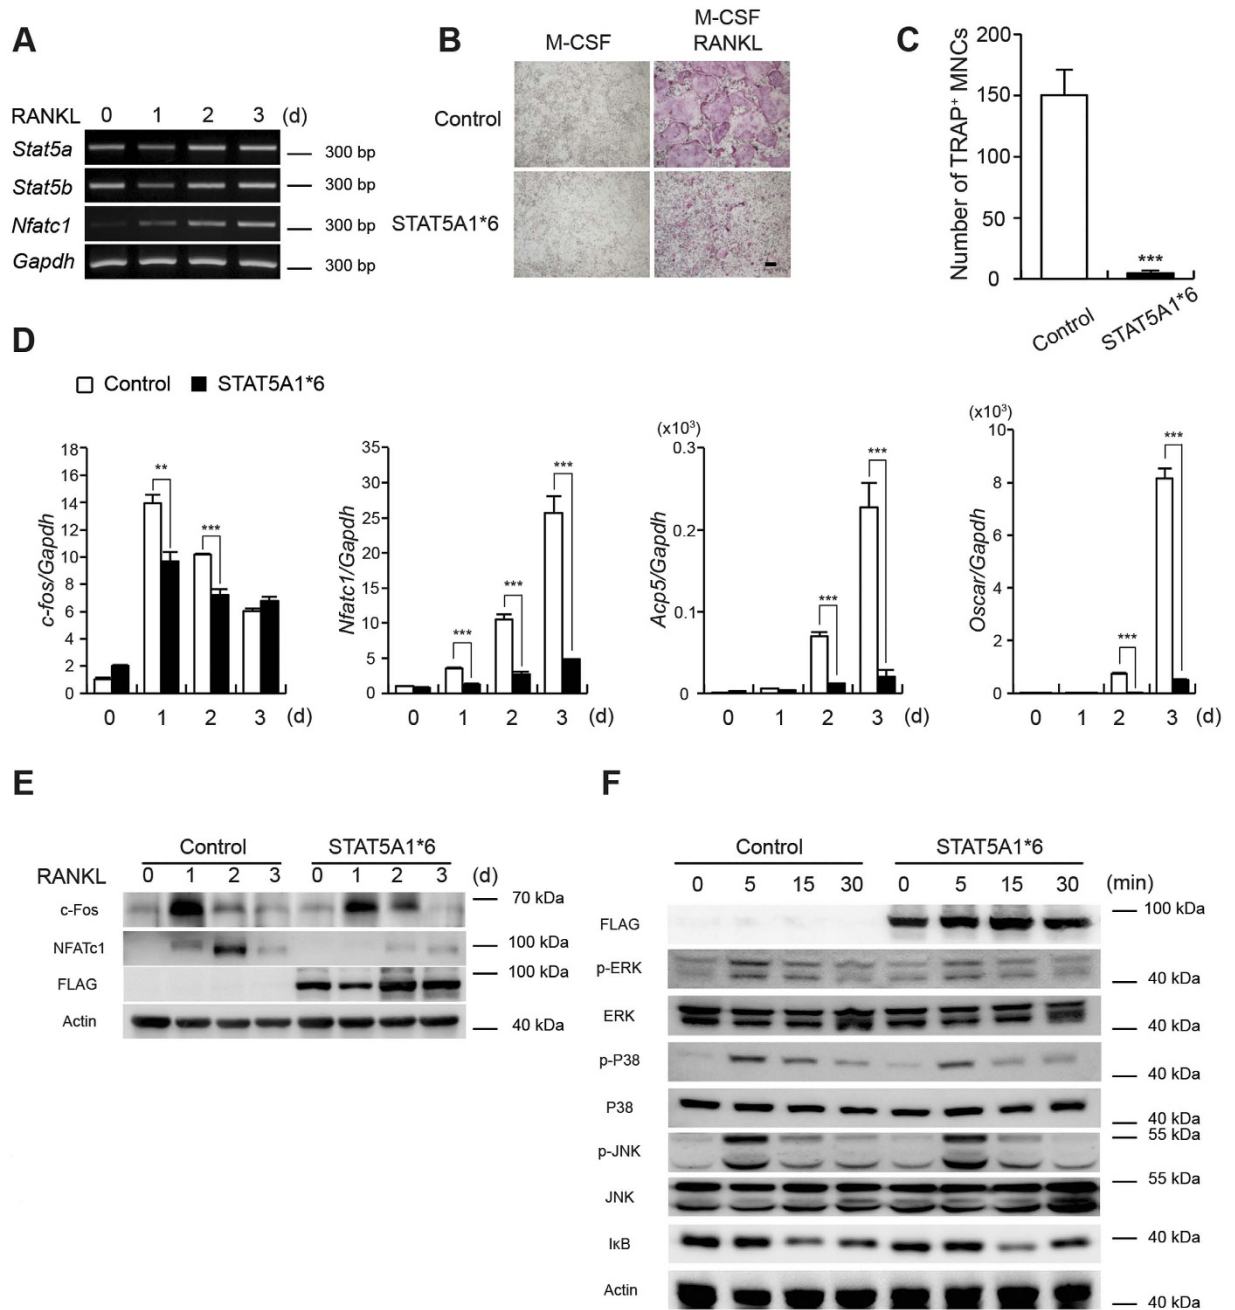 A
RANKL 0 1 2 3 (d)
Stat5a 300 bp
Stat5b 300 bp
Nfatc1 300 bp
Gapdh 300 bp
B
M-CSF
M-CSF
RANKL
Control
STAT5A1*6
C
Number of TRAP⁺ MNCs
200
150
100
50
0
***
Control
STAT5A1*6
D
Control STAT5A1*6
c-fos/Gapdh
18
16
14
12
10
8
6
4
2
0
**
***
0 1 2 3 (d)
Nfatc1/Gapdh
35
30
25
20
15
10
5
0
***
***
***
0 1 2 3 (d)
(x10³)
Acp5/Gapdh
0.3
0.2
0.1
0
***
***
0 1 2 3 (d)
(x10³)
Oscar/Gapdh
10
8
6
4
2
0
***
***
0 1 2 3 (d)
E
Control STAT5A1*6
RANKL 0 1 2 3 0 1 2 3 (d)
c-Fos 70 kDa
NFATc1 100 kDa
FLAG 100 kDa
Actin 40 kDa
F
Control STAT5A1*6
0 5 15 30 0 5 15 30 (min)
FLAG 100 kDa
p-ERK 40 kDa
ERK 40 kDa
p-P38 40 kDa
P38 40 kDa
p-JNK 55 kDa
JNK 55 kDa
IκB 40 kDa
Actin 40 kDa